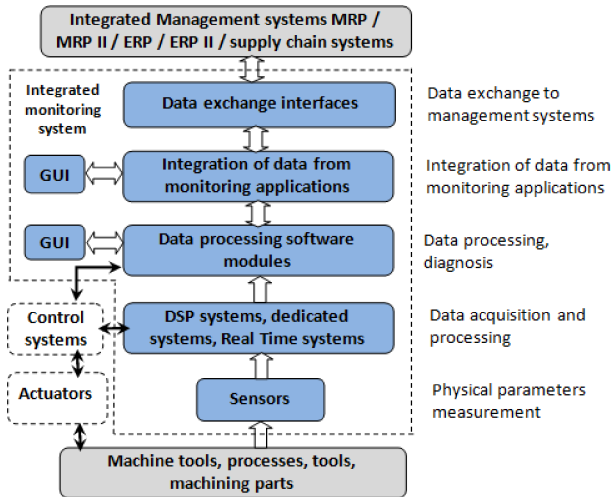 Integrated Management systems MRP /
MRP II / ERP / ERP II / supply chain systems
Integrated
monitoring
system
Data exchange interfaces
Data exchange to
management systems
GUI
Integration of data from
monitoring applications
Integration of data from
monitoring applications
GUI
Data processing software
modules
Data processing,
diagnosis
Control
systems
DSP systems, dedicated
systems, Real Time systems
Data acquisition and
processing
Actuators
Sensors
Physical parameters
measurement
Machine tools, processes, tools,
machining parts